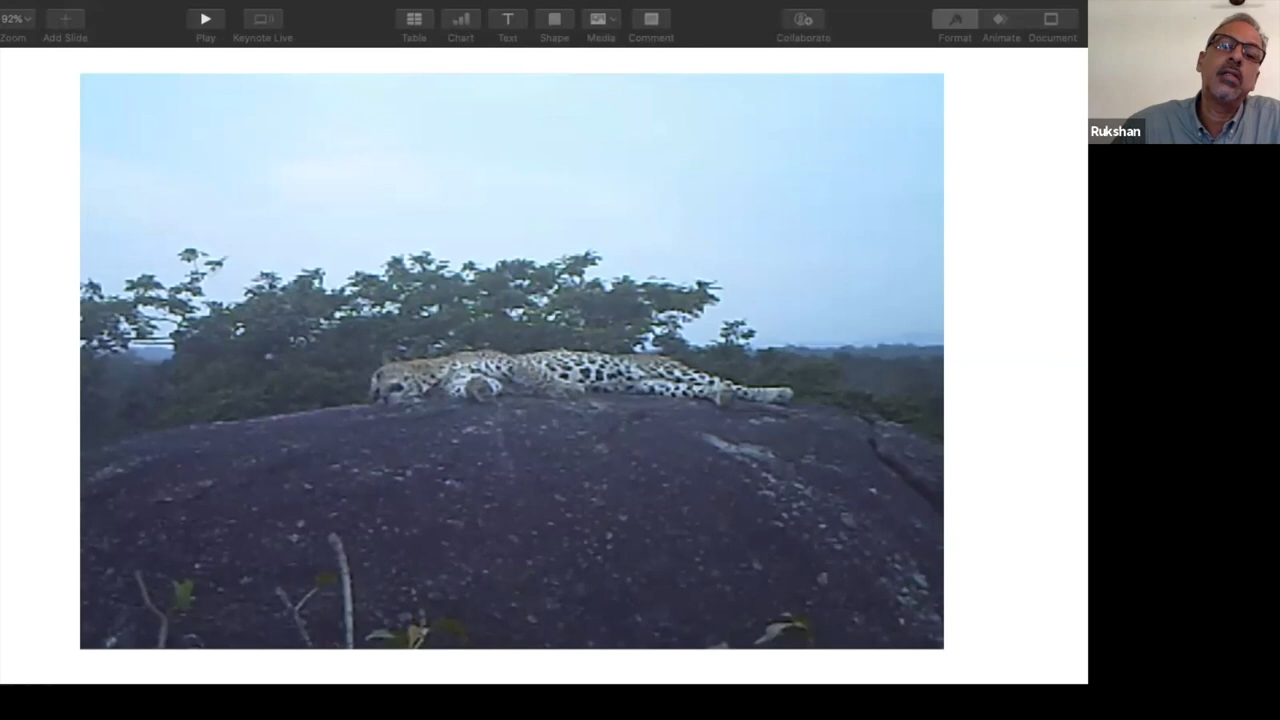 92%
Zoom
Add Slide
Play
Keynote Live
Table
Chart
Text
Shape
Media
Comment
Collaborate
Format
Animate
Document
Rukshan